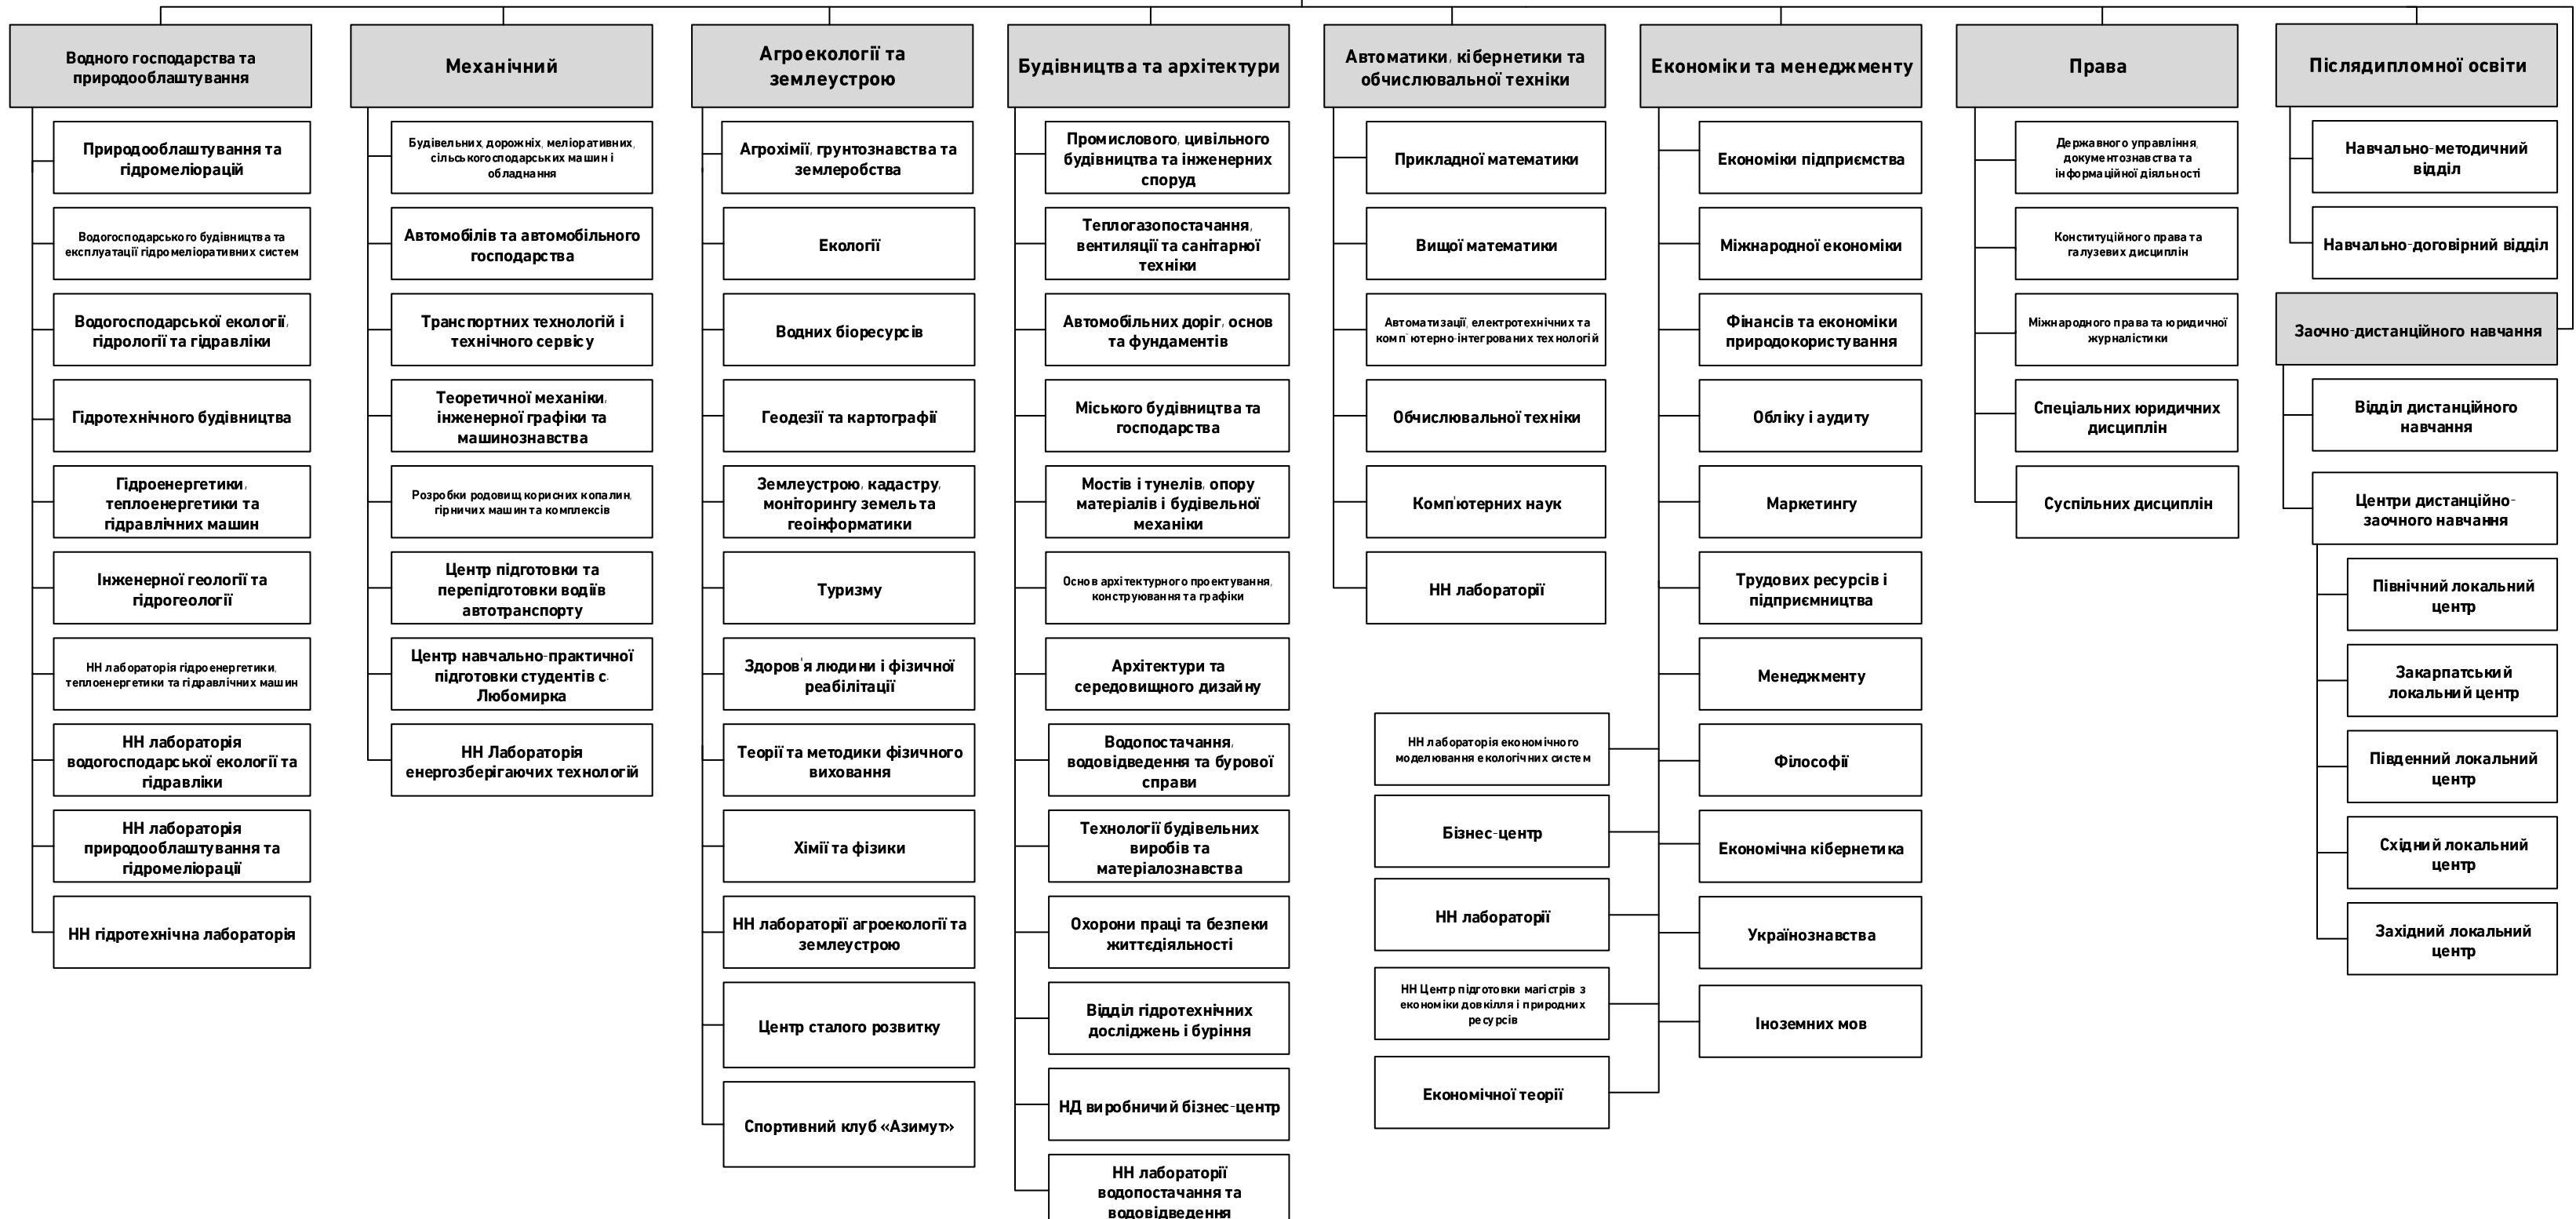 Водного господарства та
природооблаштування
Природооблаштування та
гідромеліорацій
Водогосподарського будівництва та
експлуатації гідромеліоративних систем
Водогосподарської екології,
гідрології та гідравліки
Гідротехнічного будівництва
Гідроенергетики,
теплоенергетики та
гідравлічних машин
Інженерної геології та
гідрогеології
НН лабораторія гідроенергетики,
теплоенергетики та гідравлічних машин
НН лабораторія
водогосподарської екології та
гідравліки
НН лабораторія
природооблаштування та
гідромеліорації
НН гідротехнічна лабораторія
Механічний
Будівельних, дорожніх, меліоративних,
сільськогосподарських машин і
обладнання
Автомобілів та автомобільного
господарства
Транспортних технологій і
технічного сервісу
Теоретичної механіки,
інженерної графіки та
машинознавства
Розробки родовищ корисних копалин,
гірничих машин та комплексів
Центр підготовки та
перепідготовки водіїв
автотранспорту
Центр навчально-практичної
підготовки студентів с.
Любомирка
НН Лабораторія
енергозберігаючих технологій
Агроекології та
землеустрою
Агрохімії, грунтознавства та
землеробства
Екології
Водних біоресурсів
Геодезії та картографії
Землеустрою, кадастру,
моніторингу земель та
геоінформатики
Туризму
Здоров'я людини і фізичної
реабілітації
Теорії та методики фізичного
виховання
Хімії та фізики
НН лабораторії агроекології та
землеустрою
Центр сталого розвитку
Спортивний клуб «Азимут»
Будівництва та архітектури
Промислового, цивільного
будівництва та інженерних
споруд
Теплогазопостачання,
вентиляції та санітарної
техніки
Автомобільних доріг, основ
та фундаментів
Міського будівництва та
господарства
Мостів і тунелів, опору
матеріалів і будівельної
механіки
Основ архітектурного проектування,
конструювання та графіки
Архітектури та
середовищного дизайну
Водопостачання,
водовідведення та бурової
справи
Технології будівельних
виробів та
матеріалознавства
Охорони праці та безпеки
життєдіяльності
Відділ гідротехнічних
досліджень і буріння
НД виробничий бізнес-центр
НН лабораторії
водопостачання та
водовідведення
Автоматики, кібернетики та
обчислювальної техніки
Прикладної математики
Вищої математики
Автоматизації, електротехнічних та
комп`ютерно-інтегрованих технологій
Обчислювальної техніки
Комп'ютерних наук
НН лабораторії
Економіки та менеджменту
Економіки підприємства
Міжнародної економіки
Фінансів та економіки
природокористування
Обліку і аудиту
Маркетингу
Трудових ресурсів і
підприємництва
Менеджменту
Філософії
Економічна кібернетика
Українознавства
Іноземних мов
НН лабораторія економічного
моделювання екологічних систем
Бізнес-центр
НН лабораторії
НН Центр підготовки магістрів з
економіки довкілля і природних
ресурсів
Економічної теорії
Права
Державного управління,
документознавства та
інформаційної діяльності
Конституційного права та
галузевих дисциплін
Міжнародного права та юридичної
журналістики
Спеціальних юридичних
дисциплін
Суспільних дисциплін
Післядипломної освіти
Навчально-методичний
відділ
Навчально-договірний відділ
Заочно-дистанційного навчання
Відділ дистанційного
навчання
Центри дистанційно-
заочного навчання
Північний локальний
центр
Закарпатський
локальний центр
Південний локальний
центр
Східний локальний
центр
Західний локальний
центр